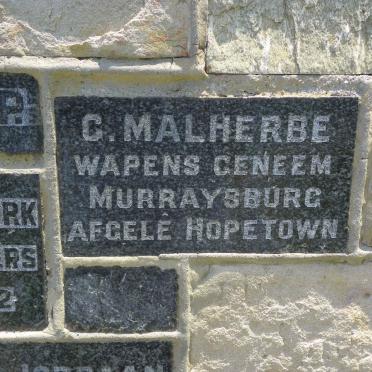 G. MALHERBE
WAPENS GENEEM
MURRAYSBURG
AFGELÊ HOPETOWN